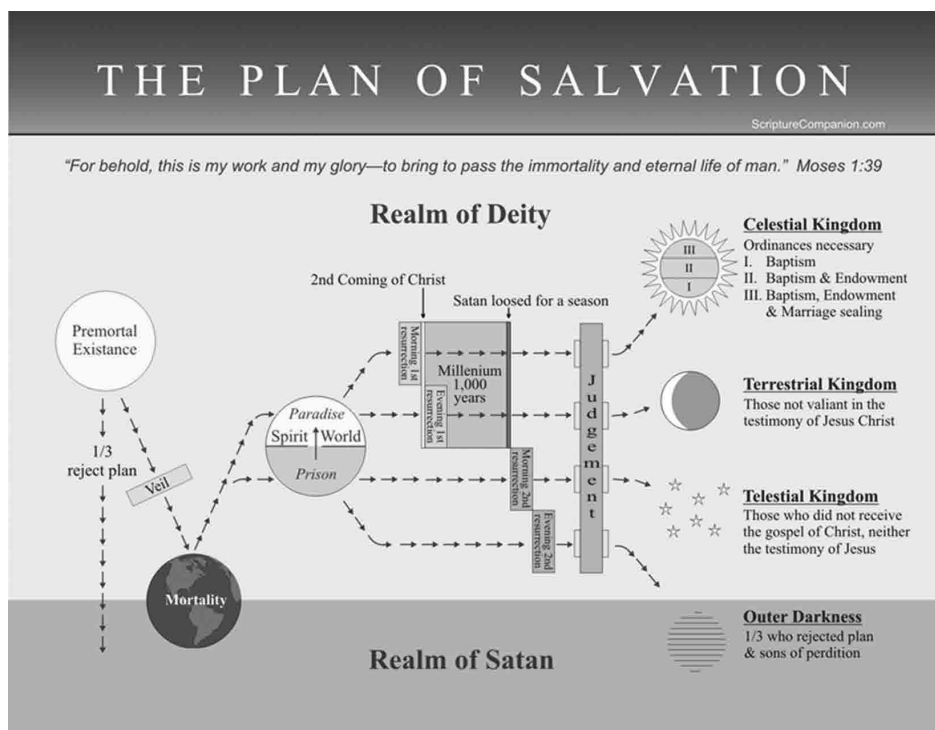 THE PLAN OF SALVATION
ScriptureCompanion.com
“For behold, this is my work and my glory—to bring to pass the immortality and eternal life of man.” Moses 1:39
Realm of Deity
2nd Coming of Christ
Satan loosed for a season
Premortal
Existance
1/3
reject plan
Veil
Mortality
Paradise
Spirit World
Prison
Morning 1st
resurrection
Evening 1st
resurrection
Millenium
1,000
years
Morning 2nd
resurrection
Evening 2nd
resurrection
Judgement
III
II
I
Celestial Kingdom
Ordinances necessary
I. Baptism
II. Baptism & Endowment
III. Baptism, Endowment
& Marriage sealing
Terrestrial Kingdom
Those not valiant in the
testimony of Jesus Christ
Telestial Kingdom
Those who did not receive
the gospel of Christ, neither
the testimony of Jesus
Outer Darkness
1/3 who rejected plan
& sons of perdition
Realm of Satan